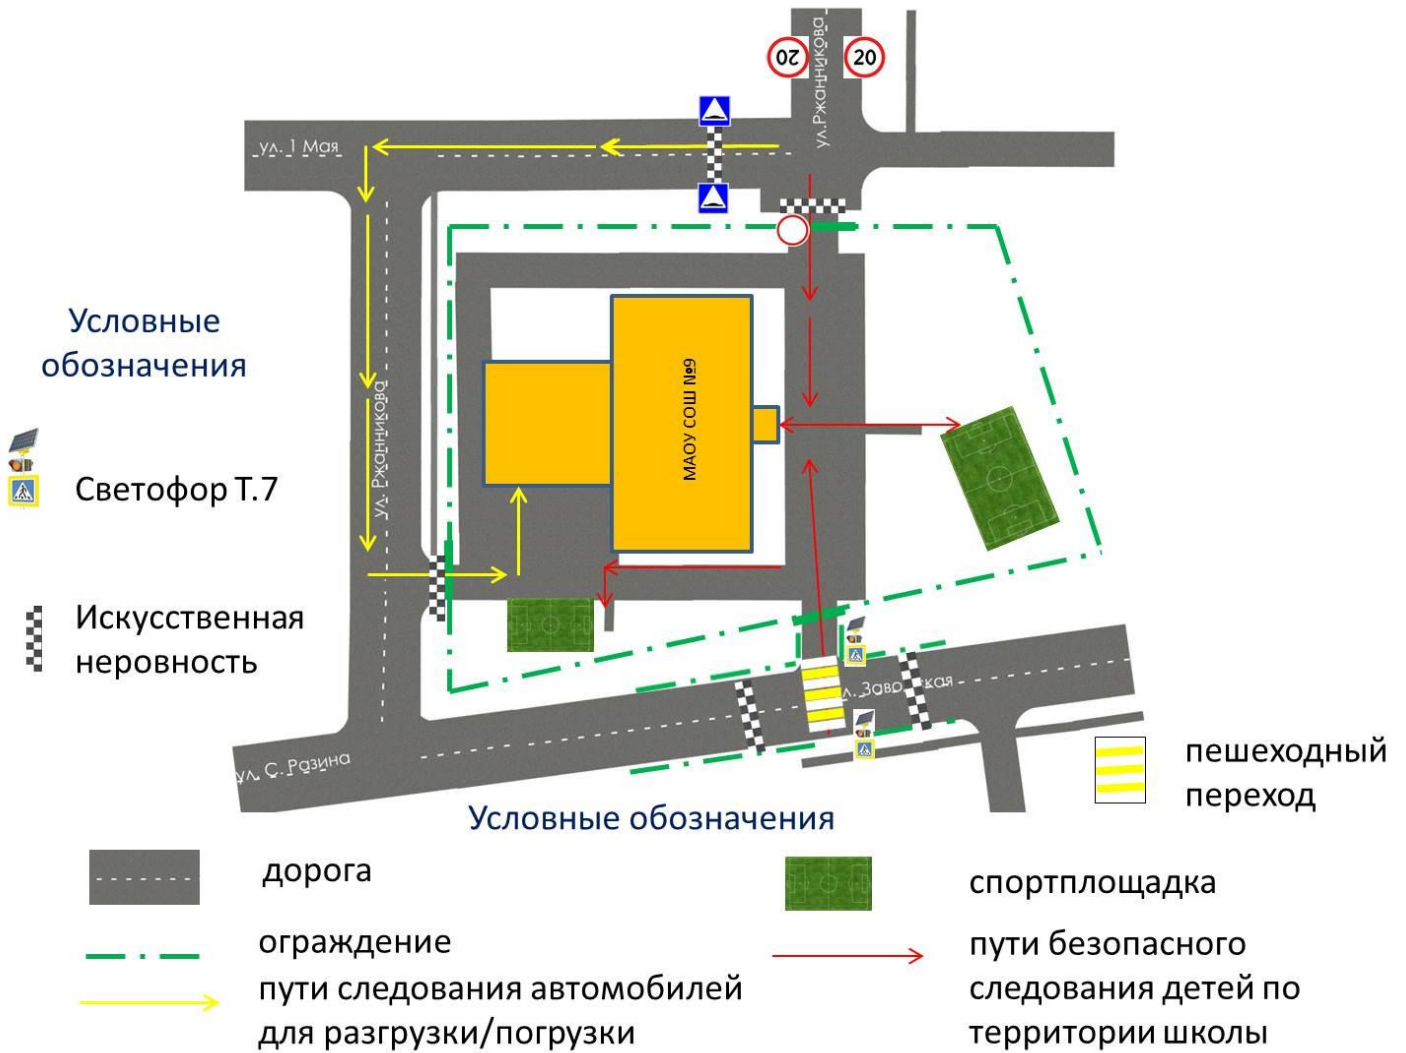 20
20
ул.Ржанникова
ул. 1 Мая
Условные
обозначения
МАОУ СОШ №9
ул. Ржанникова
Светофор Т.7
Искусственная
неровность
ул. С. Разина
пешеходный
переход
Условные обозначения
дорога
спортплощадка
ограждение
пути безопасного
следования детей по
территории школы
пути следования автомобилей
для разгрузки/погрузки